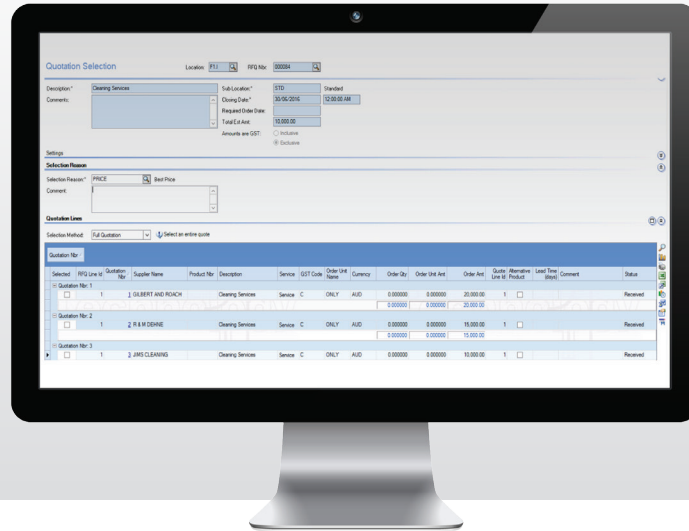 Quotation Selection Location: RFQ Nbr: 000084
Description:* Cleaning Services Sub-Location:* STD Standard
Comments: Closing Date:* 30/06/2016 12:00:00 AM
Required Order Date:
Total Est Amt: 10,000.00
Amounts are GST: Inclusive
Exclusive
Settings
Selection Reason
Selection Reason:* PRICE Best Price
Comment:
Quotation Lines
Selection Method: Full Quotation Select an entire quote
Quotation Nbr
Selected RFQ Line Id Quotation Nbr Supplier Name Product Nbr Description Service GST Code Order Unit Name Currency Order Qty Order Unit Amt Order Amt Quote Line Id Alternative Product Lead Time (days) Comment Status
Quotation Nbr: 1
1 1 GILBERT AND ROACH Cleaning Services Service C ONLY AUD 0.000000 0.000000 20,000.00 1 Received
0.000000 0.000000 20,000.00
Quotation Nbr: 2
1 2 R & M DEHNE Cleaning Services Service C ONLY AUD 0.000000 0.000000 15,000.00 1 Received
0.000000 0.000000 15,000.00
Quotation Nbr: 3
1 3 JIMS CLEANING Cleaning Services Service C ONLY AUD 0.000000 0.000000 10,000.00 1 Received